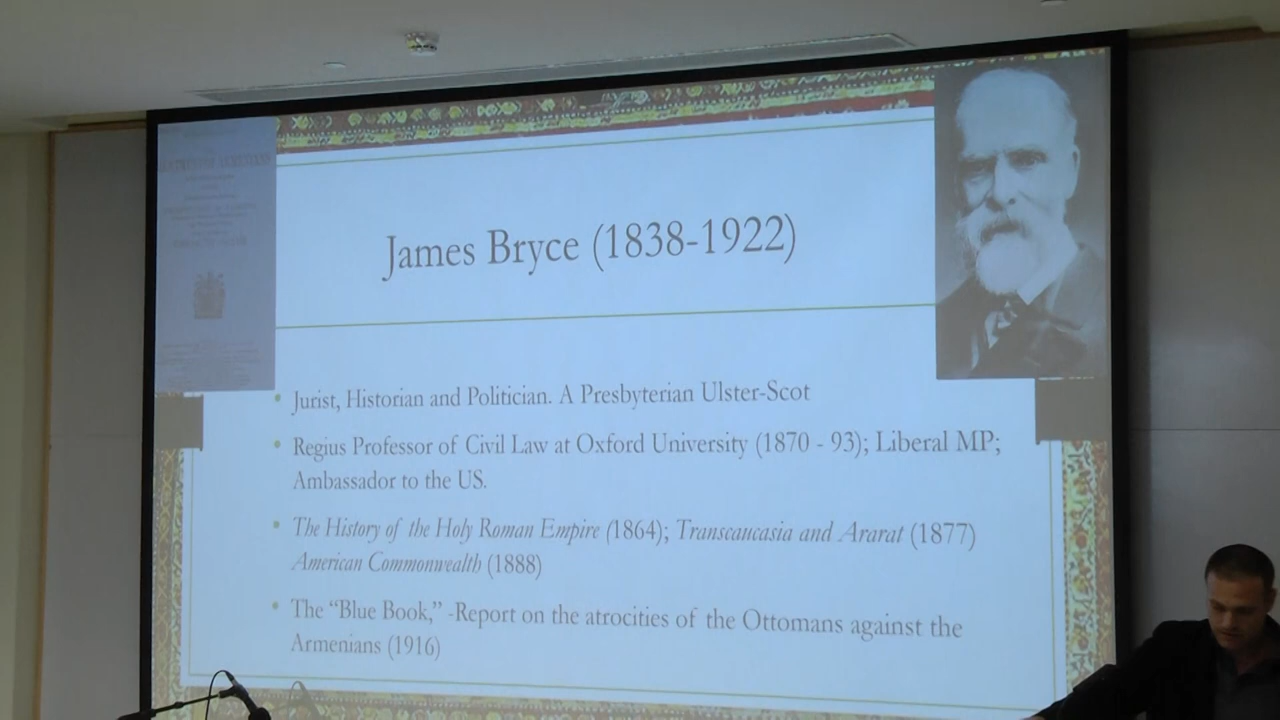 James Bryce (1838-1922)
• Jurist, Historian and Politician. A Presbyterian Ulster-Scot
• Regius Professor of Civil Law at Oxford University (1870 - 93); Liberal MP;
Ambassador to the US.
• The History of the Holy Roman Empire (1864); Transcaucasia and Ararat (1877)
American Commonwealth (1888)
• The “Blue Book,” -Report on the atrocities of the Ottomans against the
Armenians (1916)